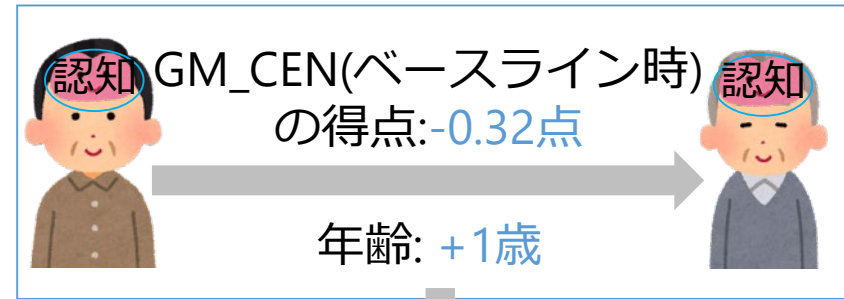 認知 GM_CEN(ベースライン時) 認知
の得点:-0.32点
年齢: +1歳